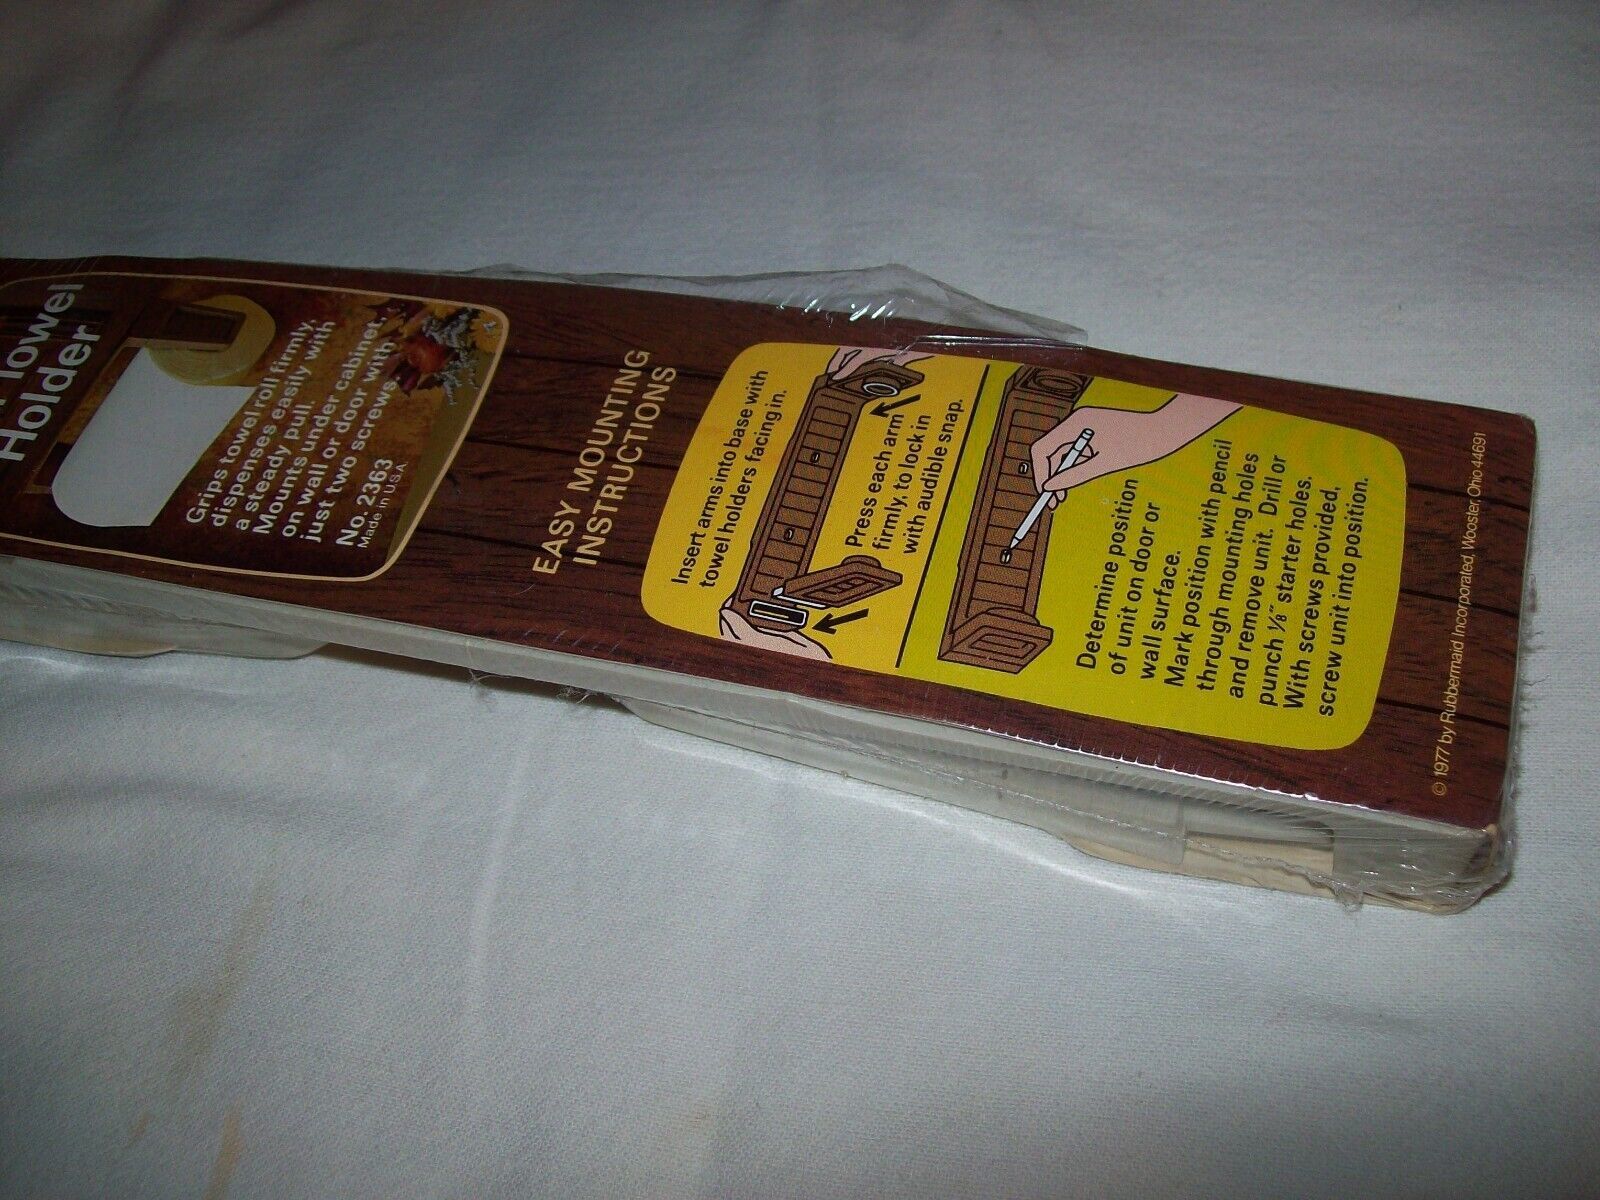 Towel
Holder
Grips towel roll firmly,
dispenses easily with
a steady pull.
Mounts under cabinet,
on wall or door with
just two screws.
No. 2363
Made in U.S.A.
EASY MOUNTING
INSTRUCTIONS
Insert arms into base with
towel holders facing in.
Press each arm
firmly, to lock in
with audible snap.
Determine position
of unit on door or
wall surface.
Mark position with pencil
through mounting holes
and remove unit. Drill or
punch 1/8" starter holes.
With screws provided,
screw unit into position.
© 1977 by Rubbermaid Incorporated, Wooster, Ohio 44691